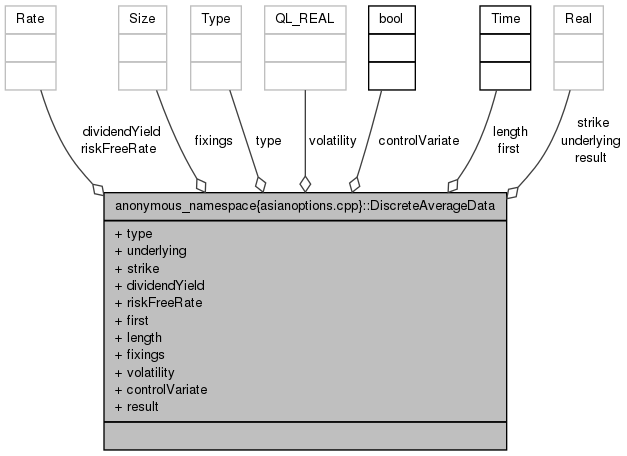 Rate
Size
Type
QL_REAL
bool
Time
Real
dividendYield
riskFreeRate
fixings
type
volatility
controlVariate
length
first
strike
underlying
result
anonymous_namespace{asianoptions.cpp}::DiscreteAverageData
+ type
+ underlying
+ strike
+ dividendYield
+ riskFreeRate
+ first
+ length
+ fixings
+ volatility
+ controlVariate
+ result